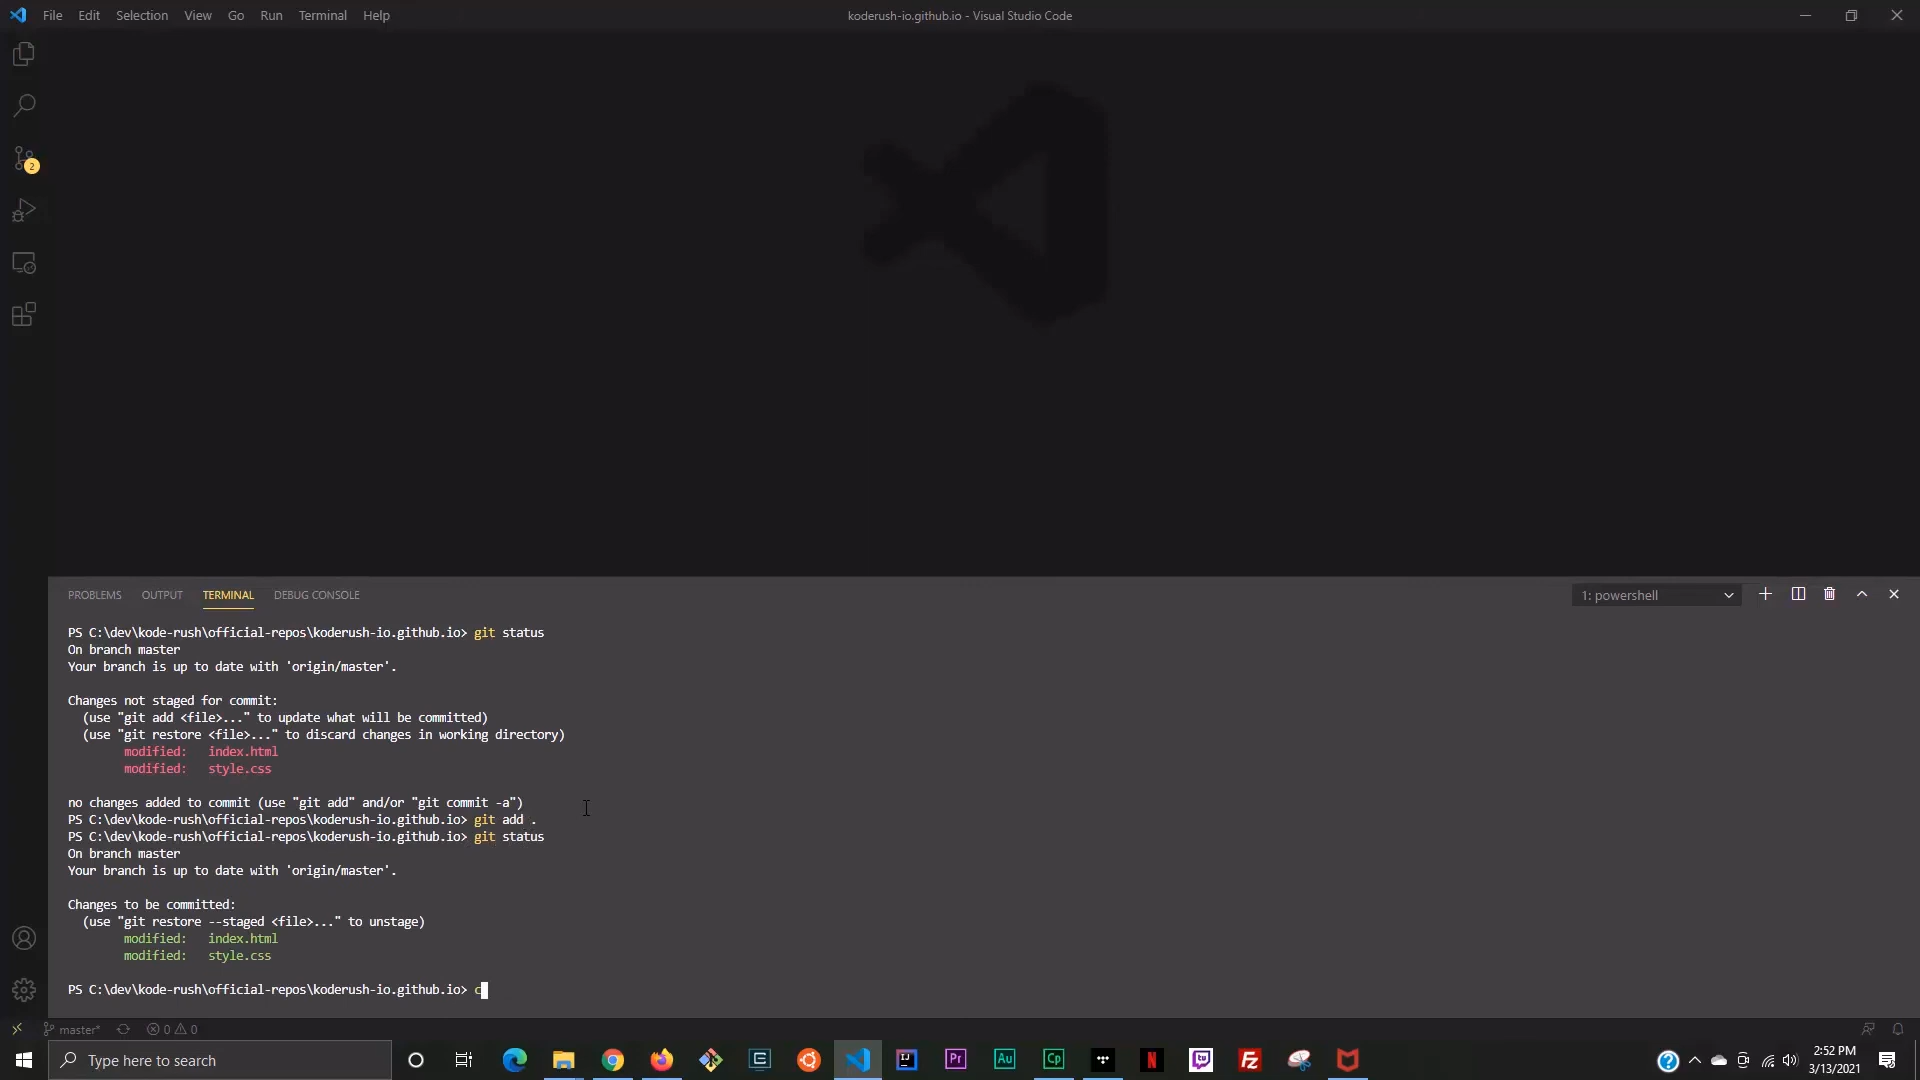 File Edit Selection View Go Run Terminal Help
koderush-io.github.io - Visual Studio Code
2
PROBLEMS OUTPUT TERMINAL DEBUG CONSOLE
1: powershell
PS C:\dev\kode-rush\official-repos\koderush-io.github.io> git status
On branch master
Your branch is up to date with 'origin/master'.
Changes not staged for commit:
(use "git add <file>..." to update what will be committed)
(use "git restore <file>..." to discard changes in working directory)
modified: index.html
modified: style.css
no changes added to commit (use "git add" and/or "git commit -a")
PS C:\dev\kode-rush\official-repos\koderush-io.github.io> git add .
PS C:\dev\kode-rush\official-repos\koderush-io.github.io> git status
On branch master
Your branch is up to date with 'origin/master'.
Changes to be committed:
(use "git restore --staged <file>..." to unstage)
modified: index.html
modified: style.css
PS C:\dev\kode-rush\official-repos\koderush-io.github.io> c
master* 0 0
Type here to search
IJ Pr Au Cp N Fz
2:52 PM
3/13/2021